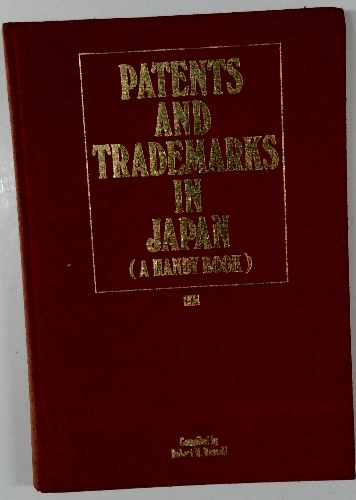 PATENTS
AND
TRADEMARKS
IN
JAPAN
(A HANDY BOOK)
Compiled by